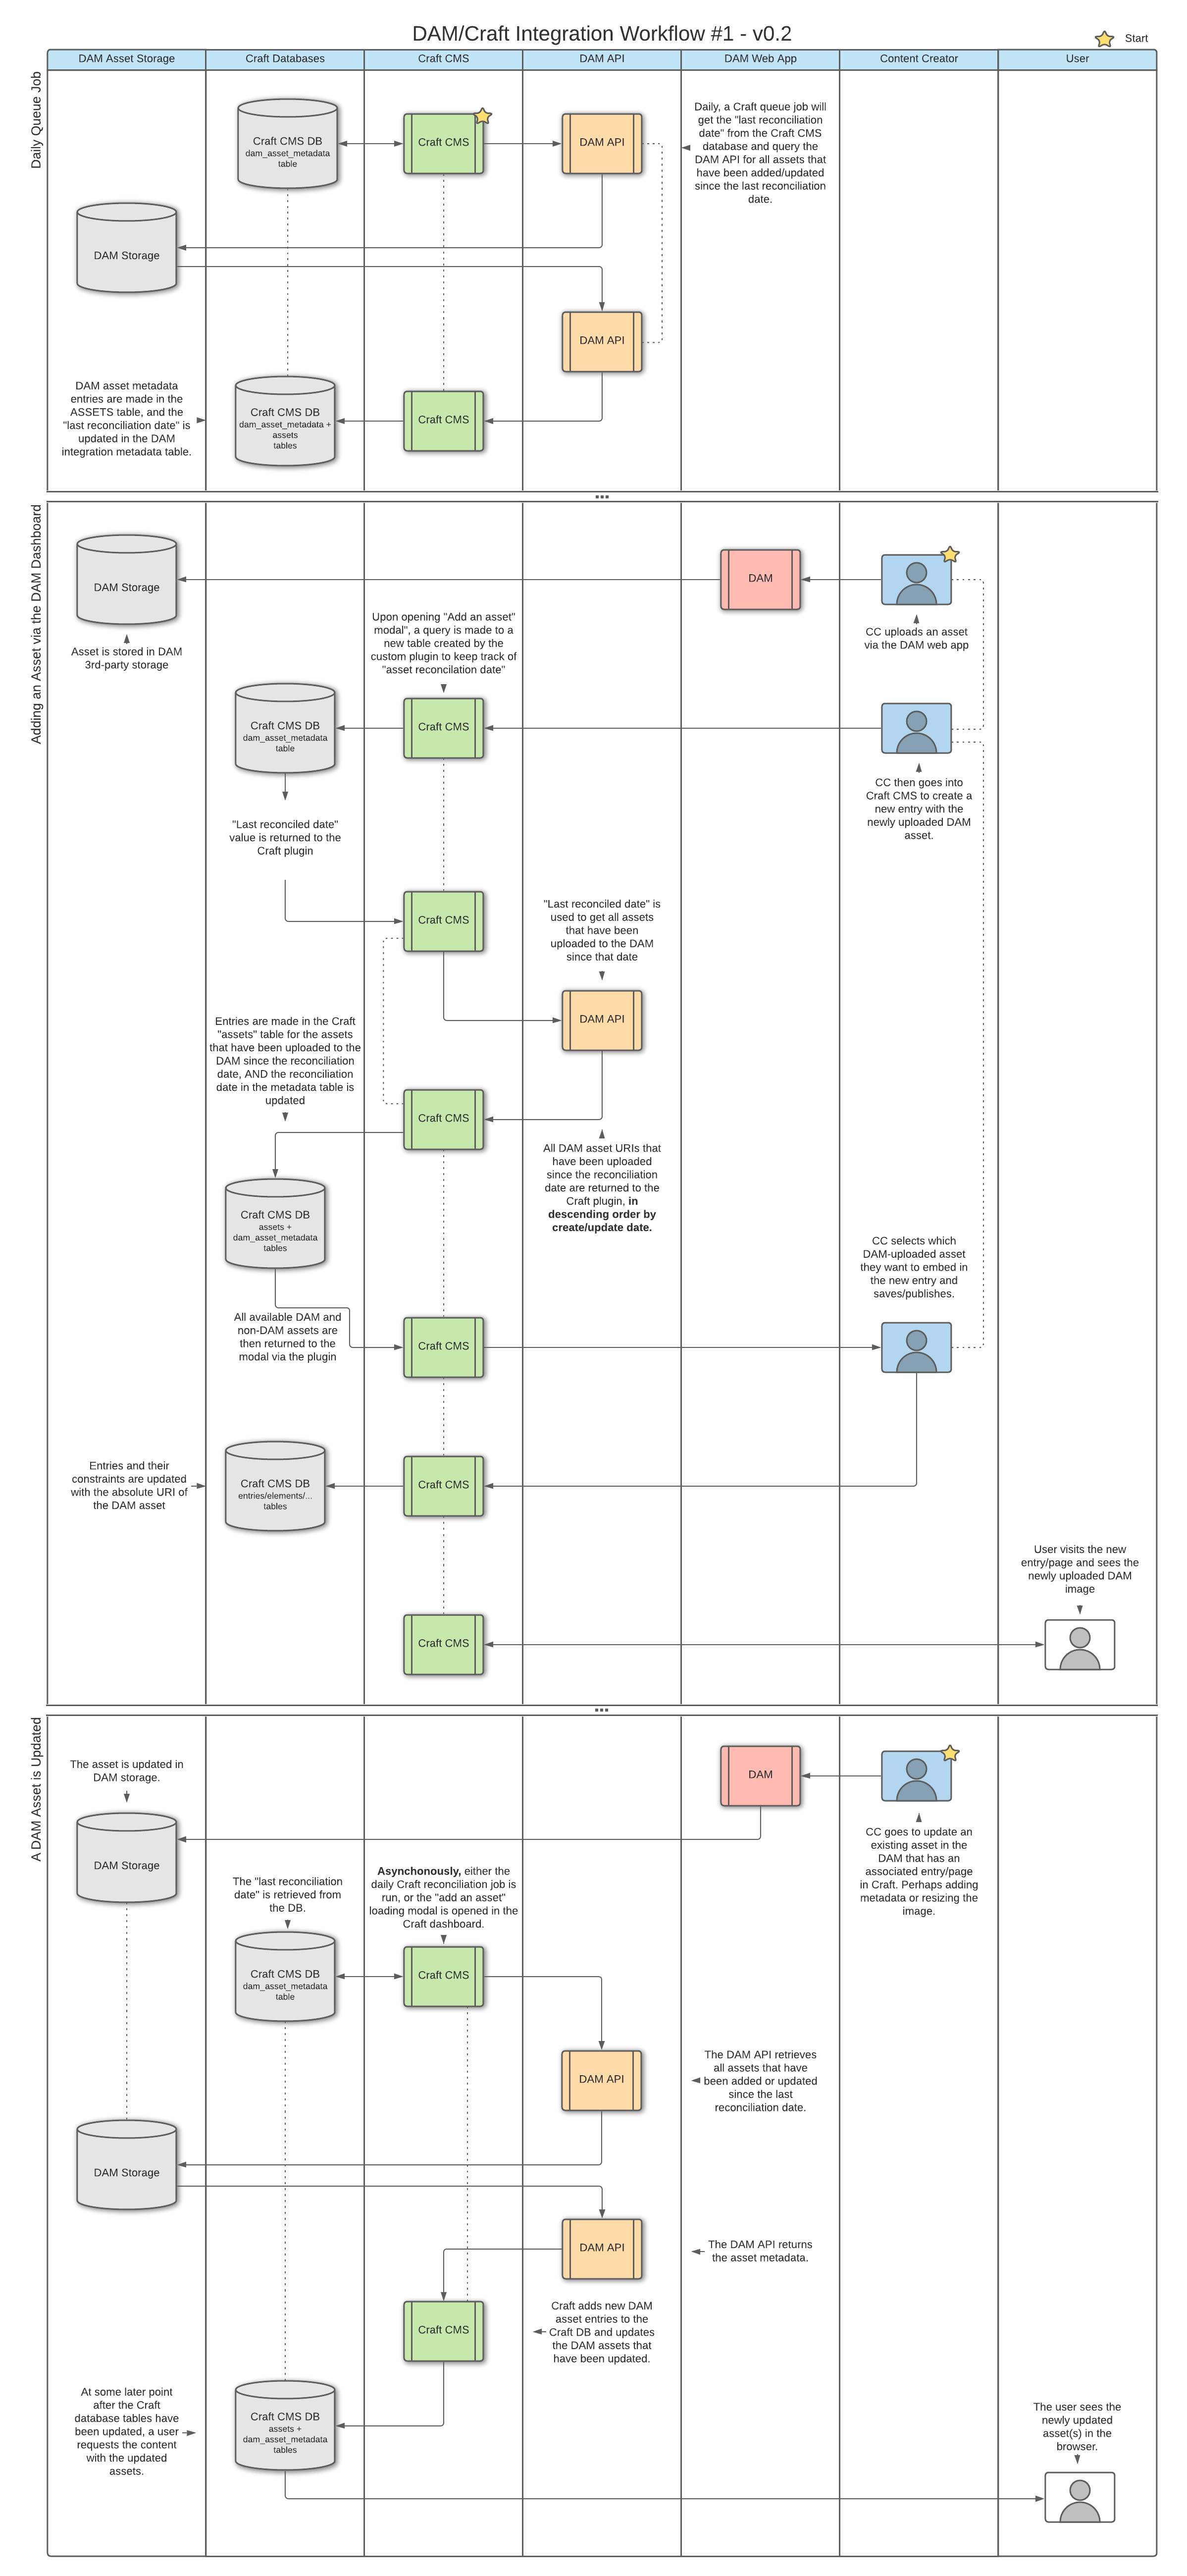 DAM/Craft Integration Workflow #1 - v0.2
Start
DAM Asset Storage
Craft Databases
Craft CMS
DAM API
DAM Web App
Content Creator
User
Daily Queue Job
Craft CMS DB
dam_asset_metadata
table
Craft CMS
DAM API
Daily, a Craft queue job will
get the "last reconciliation
date" from the Craft CMS
database and query the
DAM API for all assets that
have been added/updated
since the last reconciliation
date.
DAM Storage
DAM API
DAM asset metadata
entries are made in the
ASSETS table, and the
"last reconciliation date" is
updated in the DAM
integration metadata table.
Craft CMS DB
dam_asset_metadata +
assets
tables
Craft CMS
Adding an Asset via the DAM Dashboard
DAM Storage
Asset is stored in DAM
3rd-party storage
DAM
CC uploads an asset
via the DAM web app
Upon opening "Add an asset"
modal", a query is made to a
new table created by the
custom plugin to keep track of
"asset reconcilation date"
Craft CMS DB
dam_asset_metadata
table
Craft CMS
CC then goes into
Craft CMS to create a
new entry with the
newly uploaded DAM
asset.
"Last reconciled date"
value is returned to the
Craft plugin
Craft CMS
"Last reconciled date" is
used to get all assets
that have been
uploaded to the DAM
since that date
DAM API
Entries are made in the Craft
"assets" table for the assets
that have been uploaded to the
DAM since the reconciliation
date, AND the reconciliation
date in the metadata table is
updated
Craft CMS
All DAM asset URIs that
have been uploaded
since the reconciliation
date are returned to the
Craft plugin, in
descending order by
create/update date.
Craft CMS DB
assets +
dam_asset_metadata
tables
CC selects which
DAM-uploaded asset
they want to embed in
the new entry and
saves/publishes.
All available DAM and
non-DAM assets are
then returned to the
modal via the plugin
Craft CMS
Entries and their
constraints are updated
with the absolute URI of
the DAM asset
Craft CMS DB
entries/elements/...
tables
Craft CMS
User visits the new
entry/page and sees the
newly uploaded DAM
image
Craft CMS
A DAM Asset is Updated
The asset is updated in
DAM storage.
DAM Storage
DAM
CC goes to update an
existing asset in the
DAM that has an
associated entry/page
in Craft. Perhaps adding
metadata or resizing the
image.
The "last reconciliation
date" is retrieved from
the DB.
Asynchonously, either the
daily Craft reconciliation job is
run, or the "add an asset"
loading modal is opened in the
Craft dashboard.
Craft CMS DB
dam_asset_metadata
table
Craft CMS
DAM API
The DAM API retrieves
all assets that have
been added or updated
since the last
reconciliation date.
DAM Storage
DAM API
The DAM API returns
the asset metadata.
Craft CMS
Craft adds new DAM
asset entries to the
Craft DB and updates
the DAM assets that
have been updated.
At some later point
after the Craft
database tables have
been updated, a user
requests the content
with the updated
assets.
Craft CMS DB
assets +
dam_asset_metadata
tables
The user sees the
newly updated
asset(s) in the
browser.